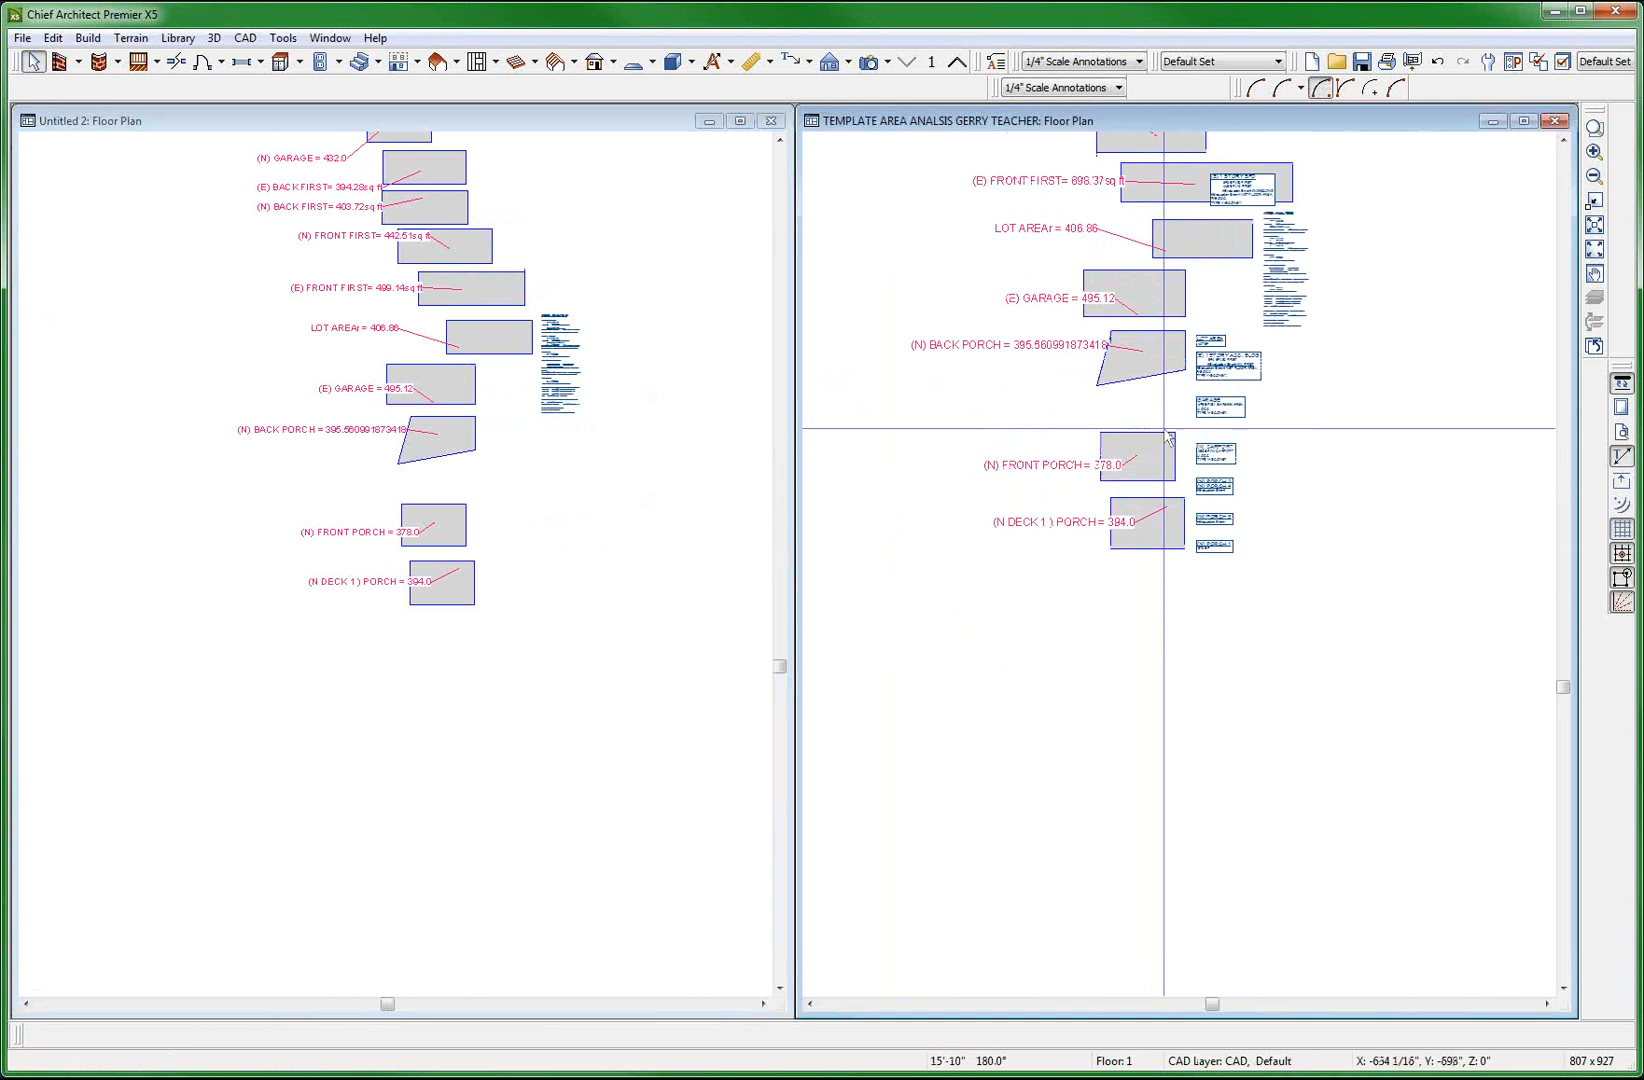 Chief Architect Premier X5
File Edit Build Terrain Library 3D CAD Tools Window Help
1 1/4" Scale Annotations Default Set Default Set
1/4" Scale Annotations
Untitled 2: Floor Plan
(N) GARAGE = 432.0
(E) BACK FIRST= 394.28sq ft
(N) BACK FIRST= 403.72sq ft
(N) FRONT FIRST= 442.51sq ft
(E) FRONT FIRST= 499.14sq ft
LOT AREAr = 406.86
(E) GARAGE = 495.12
(N) BACK PORCH = 395.560991873418
(N) FRONT PORCH = 378.0
(N DECK 1 ) PORCH = 394.0
TEMPLATE AREA ANALSIS GERRY TEACHER: Floor Plan
(E) FRONT FIRST= 698.37sq ft
LOT AREAr = 406.86
(E) GARAGE = 495.12
(N) BACK PORCH = 395.560991873418
(N) FRONT PORCH = 378.0
(N DECK 1 ) PORCH = 394.0
15'-10" 180.0° Floor: 1 CAD Layer: CAD, Default X: -634 1/16", Y: -698", Z: 0" 807 x 927